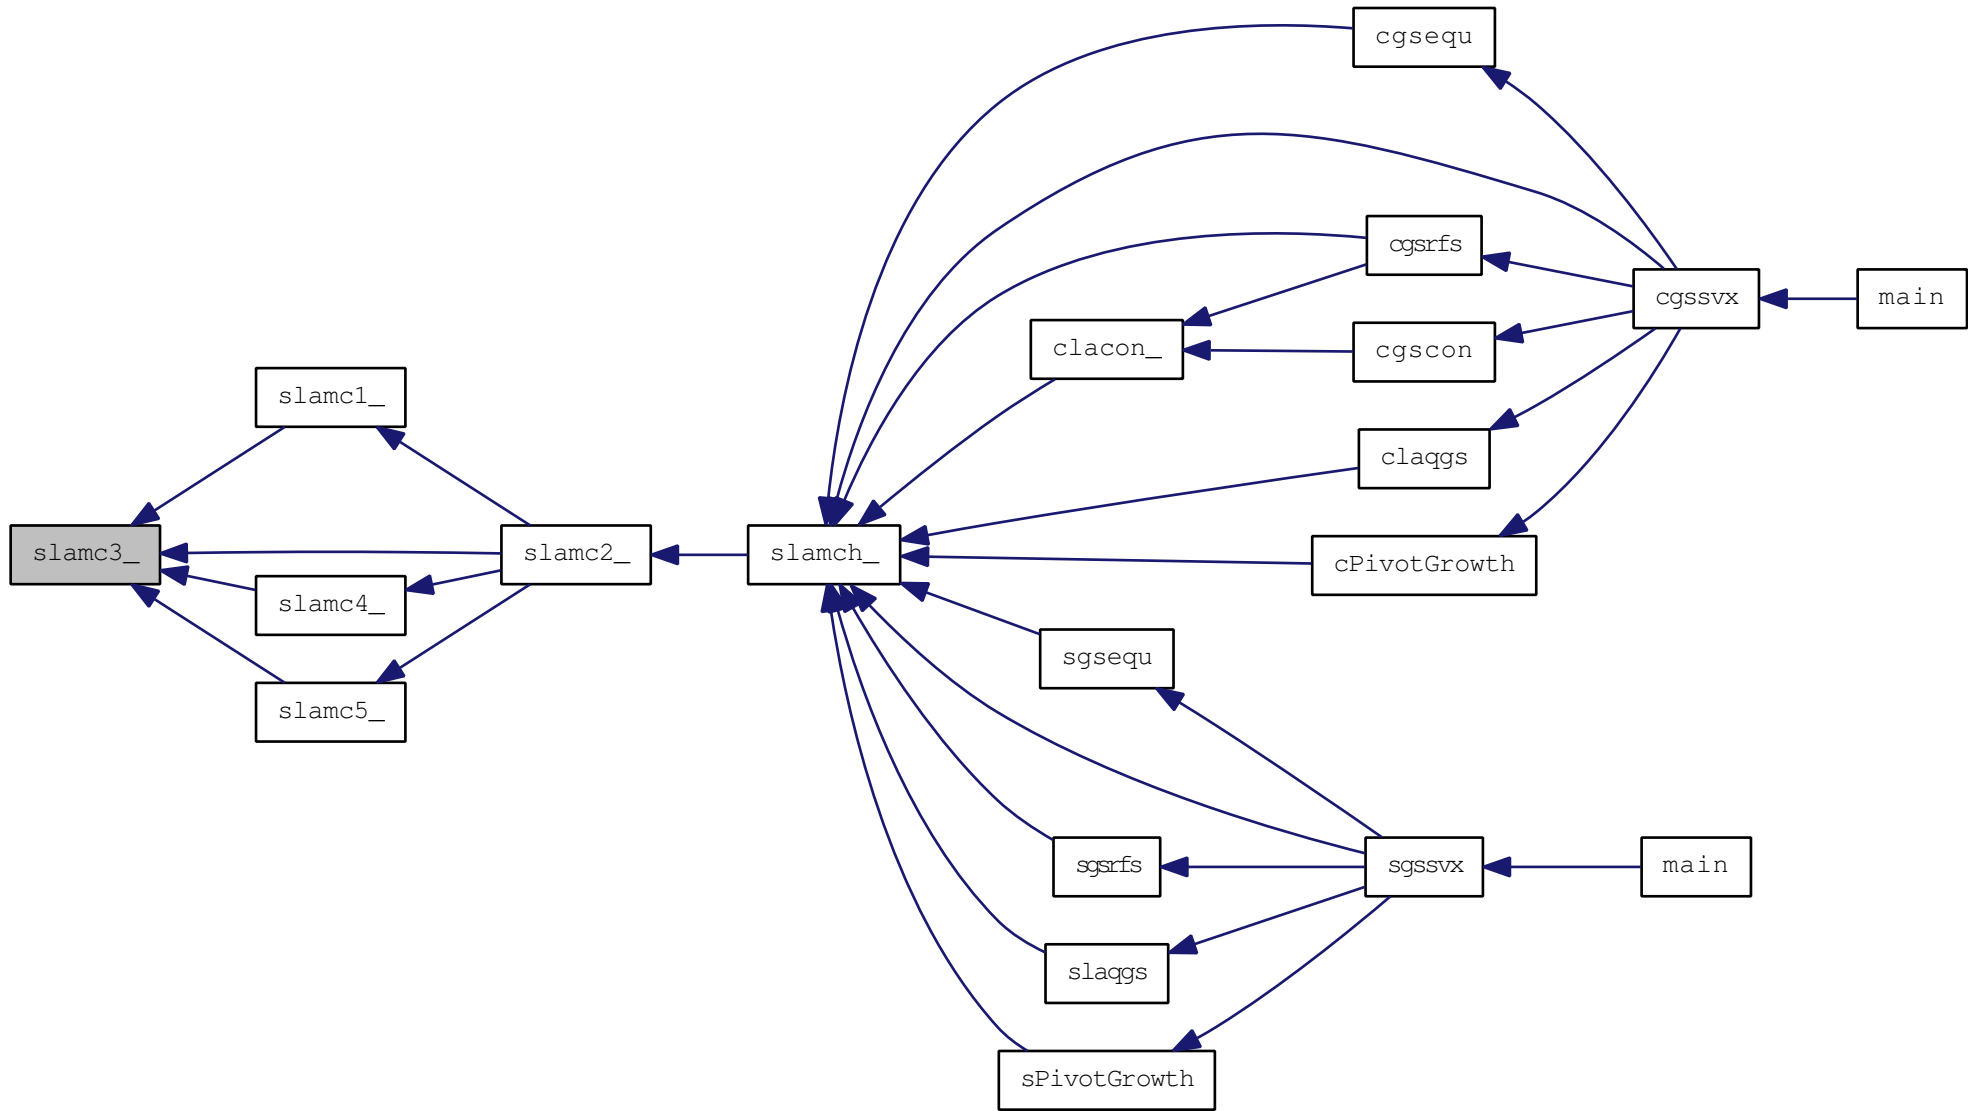 cgsequ
cgsrfs
cgssvx
main
clacon_
cgscon
slamc1_
claqgs
slamc3_
slamc2_
slamch_
cPivotGrowth
slamc4_
sgsequ
slamc5_
sgsrfs
sgssvx
main
slaqgs
sPivotGrowth